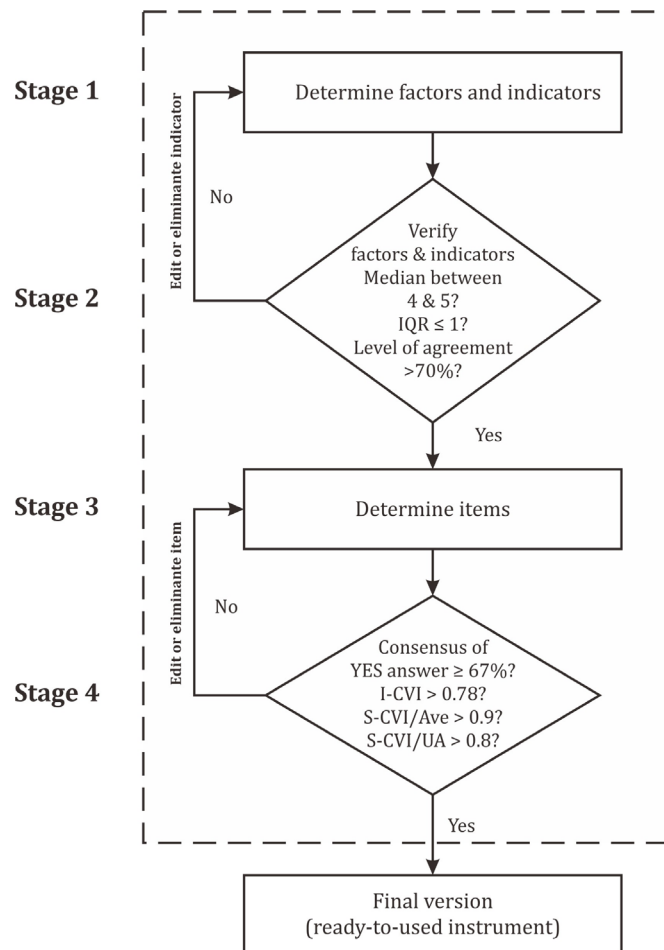 Stage 1
Determine factors and indicators
Edit or eliminante indicator
No
Stage 2
Verify
factors & indicators
Median between
4 & 5?
IQR ≤ 1?
Level of agreement
>70%?
Yes
Stage 3
Determine items
Edit or eliminante item
No
Stage 4
Consensus of
YES answer ≥ 67%?
I-CVI > 0.78?
S-CVI/Ave > 0.9?
S-CVI/UA > 0.8?
Yes
Final version
(ready-to-used instrument)